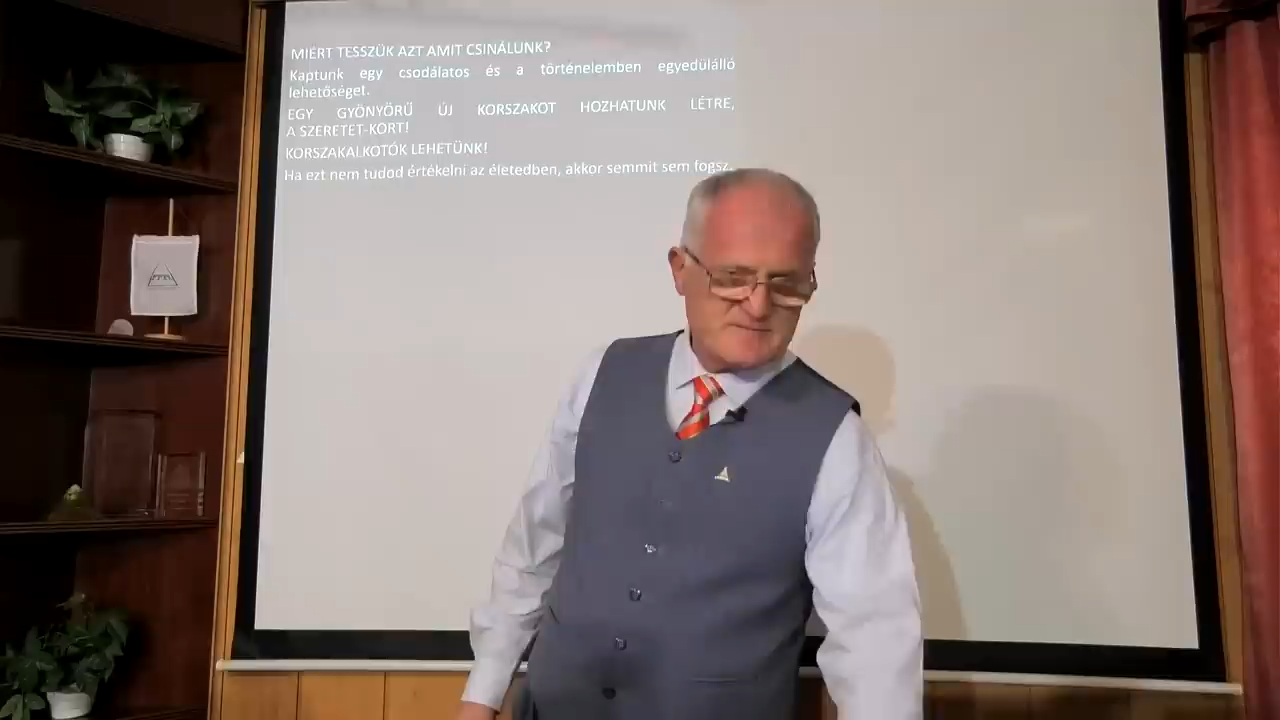 MIÉRT TESSZÜK AZT AMIT CSINÁLUNK?
Kaptunk egy csodálatos és a történelemben egyedülálló
lehetőséget.
EGY GYÖNYÖRŰ ÚJ KORSZAKOT HOZHATUNK LÉTRE,
A SZERETET-KORT!
KORSZAKALKOTÓK LEHETÜNK!
Ha ezt nem tudod értékelni az életedben, akkor semmit sem fogsz.